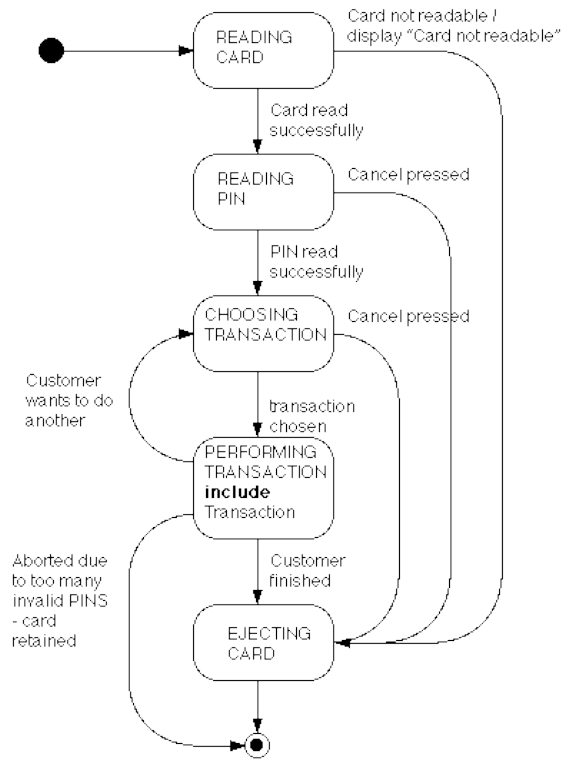 Card not readable /
display "Card not readable"
READING
CARD
Card read
successfully
READING
PIN
Cancel pressed
PIN read
successfully
CHOOSING
TRANSACTION
Cancel pressed
Customer
wants to do
another
transaction
chosen
PERFORMING
TRANSACTION
include
Transaction
Aborted due
to too many
invalid PINS
- card
retained
Customer
finished
EJECTING
CARD